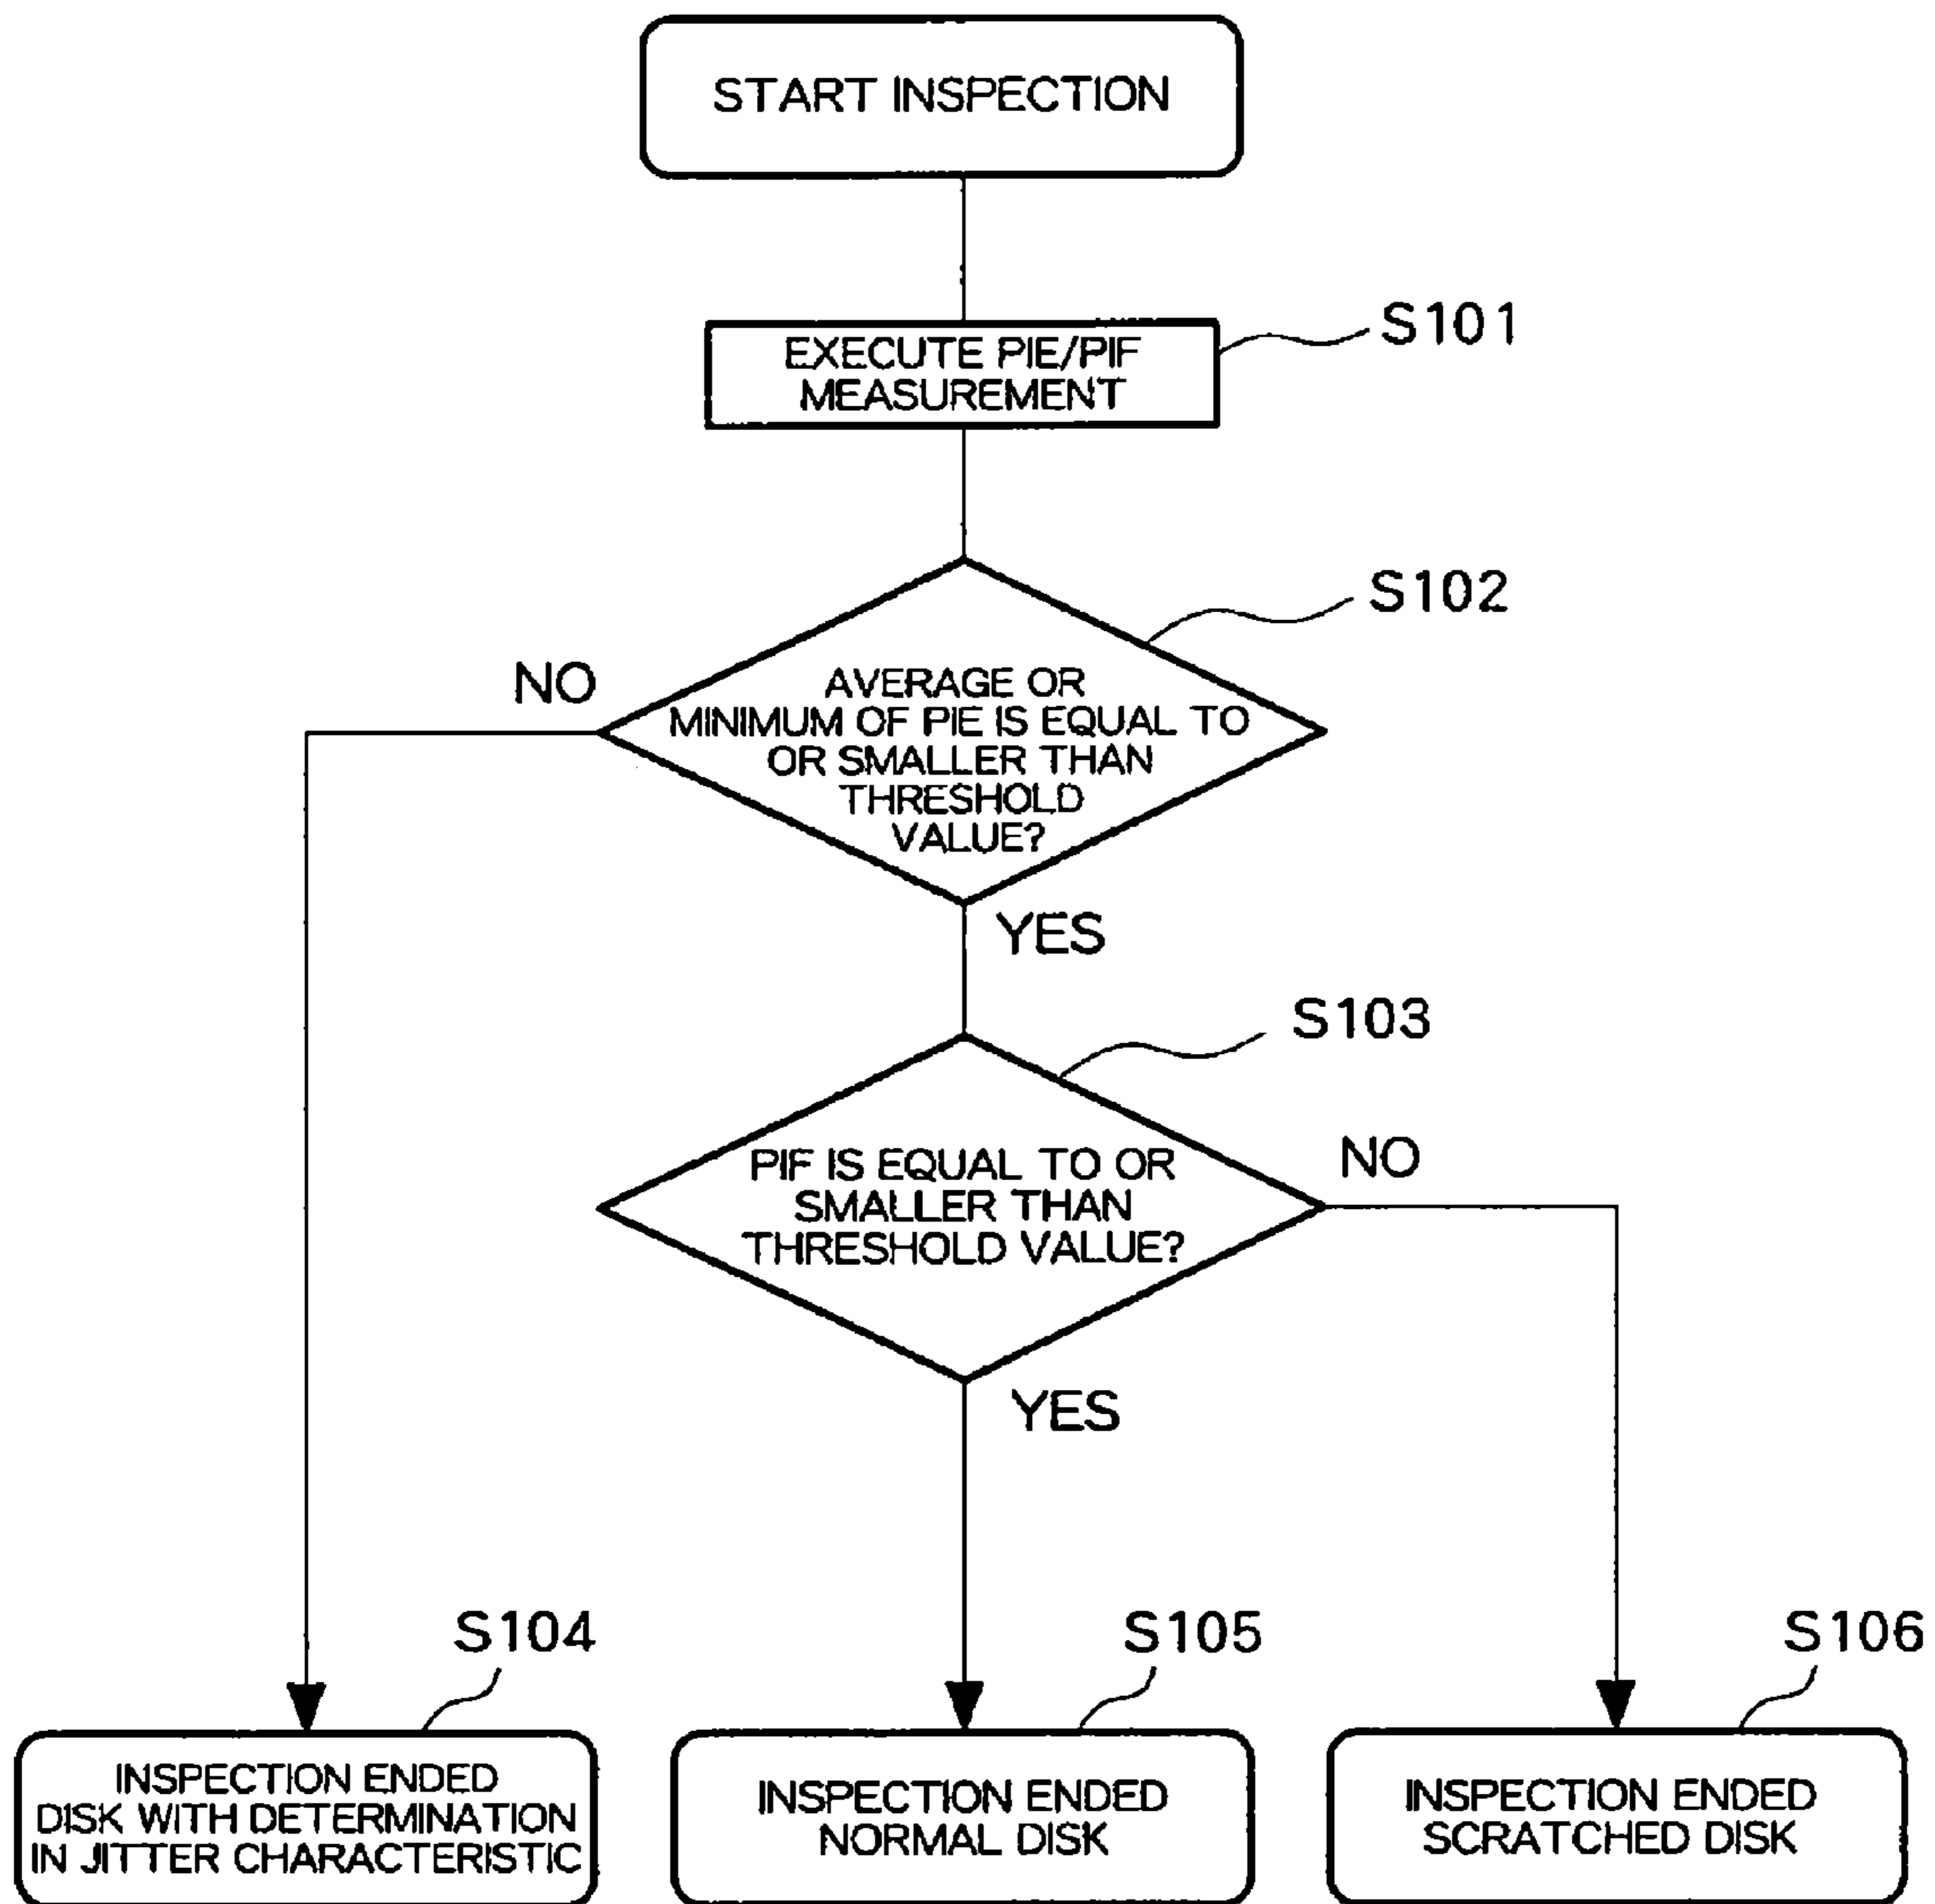 START INSPECTION
EXECUTE PIE/PIF
MEASUREMENT
S101
S102
NO
AVERAGE OR
MINIMUM OF PIE IS EQUAL TO
OR SMALLER THAN
THRESHOLD
VALUE?
YES
S103
PIF IS EQUAL TO OR
SMALLER THAN
THRESHOLD VALUE?
NO
YES
S104
INSPECTION ENDED
DISK WITH DETERMINATION
IN JITTER CHARACTERISTIC
S105
INSPECTION ENDED
NORMAL DISK
S106
INSPECTION ENDED
SCRATCHED DISK